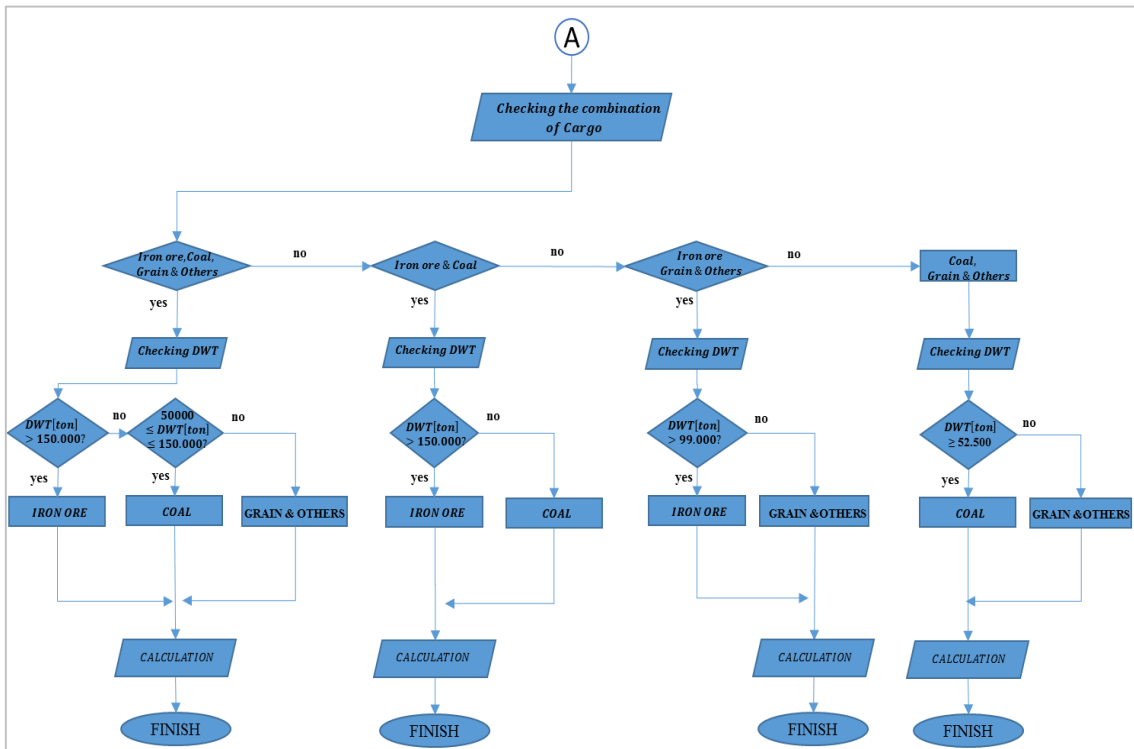 A
Checking the combination
of Cargo
Iron ore,Coal,
Grain & Others
no
Iron ore & Coal
no
Iron ore
Grain & Others
no
Coal,
Grain & Others
yes
yes
yes
Checking DWT
Checking DWT
Checking DWT
Checking DWT
DWT[ton]
> 150.000?
no
50000
≤ DWT[ton]
≤ 150.000?
no
DWT[ton]
> 150.000?
no
DWT[ton]
> 99.000?
no
DWT[ton]
≥ 52.500
no
yes
yes
yes
yes
yes
IRON ORE
COAL
GRAIN & OTHERS
IRON ORE
COAL
IRON ORE
GRAIN &OTHERS
COAL
GRAIN &OTHERS
CALCULATION
CALCULATION
CALCULATION
CALCULATION
FINISH
FINISH
FINISH
FINISH